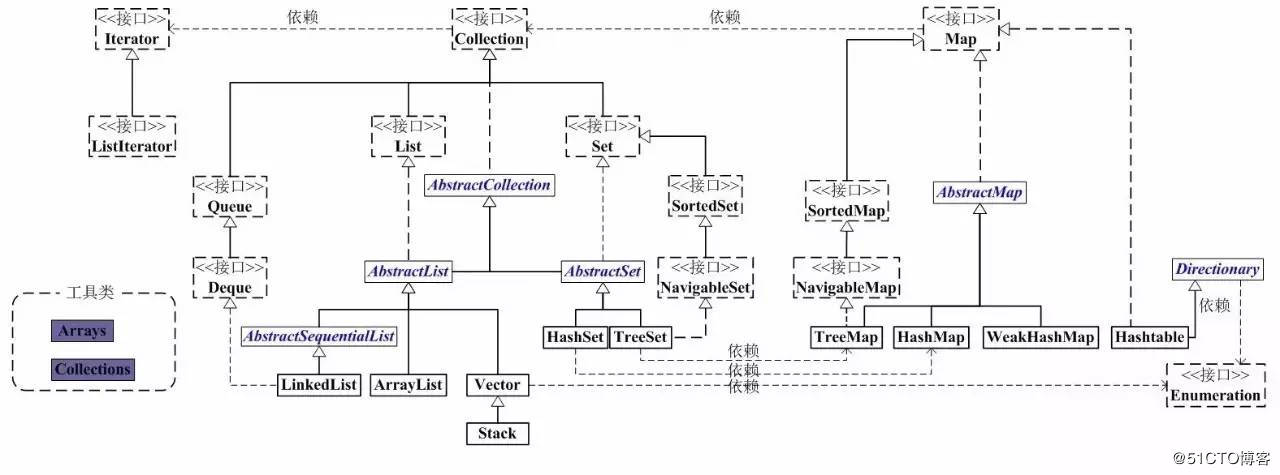 <<接口>>
Iterator
依赖
<<接口>>
Collection
依赖
<<接口>>
Map
<<接口>>
ListIterator
<<接口>>
List
<<接口>>
Set
<<接口>>
Queue
AbstractCollection
<<接口>>
SortedSet
<<接口>>
SortedMap
AbstractMap
<<接口>>
Deque
AbstractList
AbstractSet
<<接口>>
NavigableSet
<<接口>>
NavigableMap
Directionary
依赖
工具类
Arrays
Collections
AbstractSequentialList
HashSet
TreeSet
依赖
TreeMap
HashMap
WeakHashMap
Hashtable
依赖
LinkedList
ArrayList
Vector
依赖
<<接口>>
Enumeration
Stack
@51CTO博客